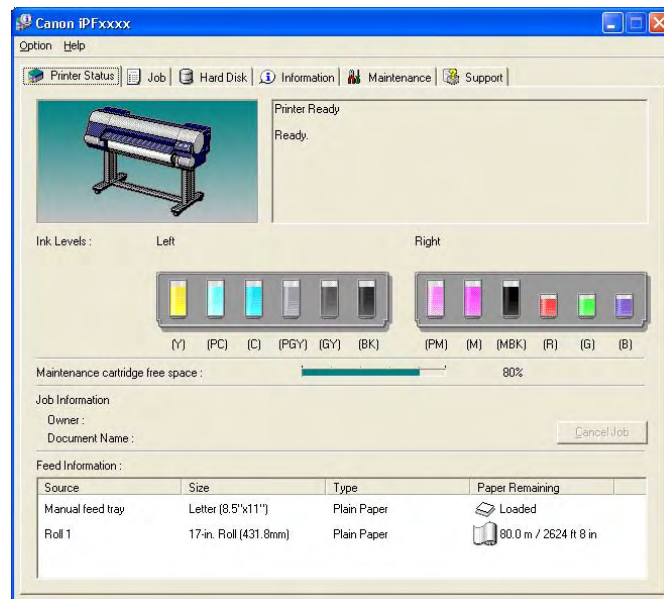 Canon iPFxxxx
Option Help
Printer Status Job Hard Disk Information Maintenance Support
Printer Ready
Ready.
Ink Levels : Left Right
(Y) (PC) (C) (PGY) (GY) (BK) (PM) (M) (MBK) (R) (G) (B)
Maintenance cartridge free space : 80%
Job Information
Owner :
Document Name :
Cancel Job
Feed Information :
Source Size Type Paper Remaining
Manual feed tray Letter (8.5"x11") Plain Paper Loaded
Roll 1 17-in. Roll (431.8mm) Plain Paper 80.0 m / 2624 ft 8 in